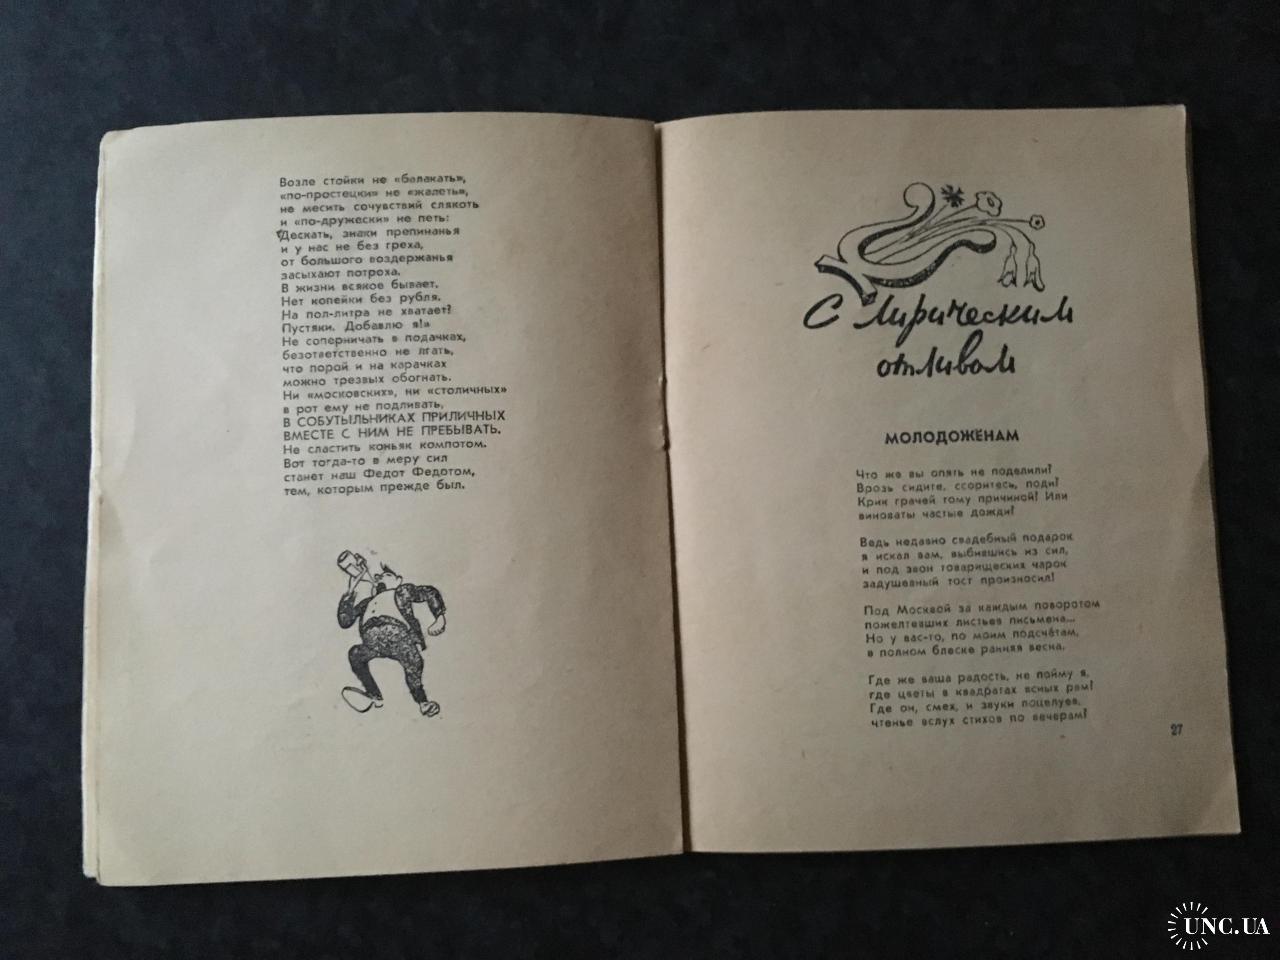 Возле стойки не «балакать»,
«по-простецки» не «жалеть»,
не месить сочувствий слякоть
и «по-дружески» не петь:
«Дескать, знаки препинанья
и у нас не без греха,
от большого воздержанья
засыхают потроха.
В жизни всякое бывает.
Нет копейки без рубля.
На пол-литра не хватает?
Пустяки. Добавлю я!»
Не соперничать в подачках,
безответственно не лгать,
что порой и на карачках
можно трезвых обогнать.
Ни «московских», ни «столичных»
в рот ему не подливать,
В СОБУТЫЛЬНИКАХ ПРИЛИЧНЫХ
ВМЕСТЕ С НИМ НЕ ПРЕБЫВАТЬ.
Не сластить коньяк компотом.
Вот тогда-то в меру сил
станет наш Федот Федотом,
тем, которым прежде был.
С лирическим
отливом
МОЛОДОЖЁНАМ
Что же вы опять не поделили?
Врозь сидите, ссоритесь, поди?
Крик грачей тому причиной? Или
виноваты частые дожди?
Ведь недавно свадебный подарок
я искал вам, выбившись из сил,
и под звон товарищеских чарок
задушевный тост произносил!
Под Москвой за каждым поворотом
пожелтевших листьев письмена...
Но у вас-то, по моим подсчётам,
в полном блеске ранняя весна.
Где же ваша радость, не пойму я,
где цветы в квадратах ясных рам?
Где он, смех, и звуки поцелуев,
чтенье вслух стихов по вечерам?
27
UNC.UA